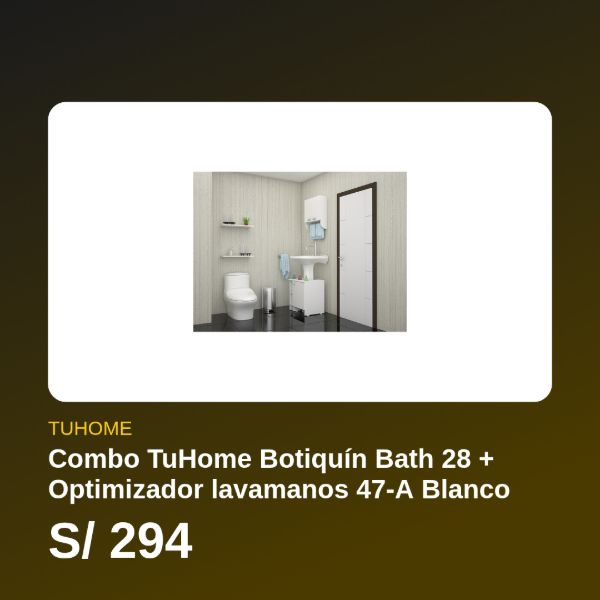 TUHOME
Combo TuHome Botiquín Bath 28 +
Optimizador lavamanos 47-A Blanco
S/ 294